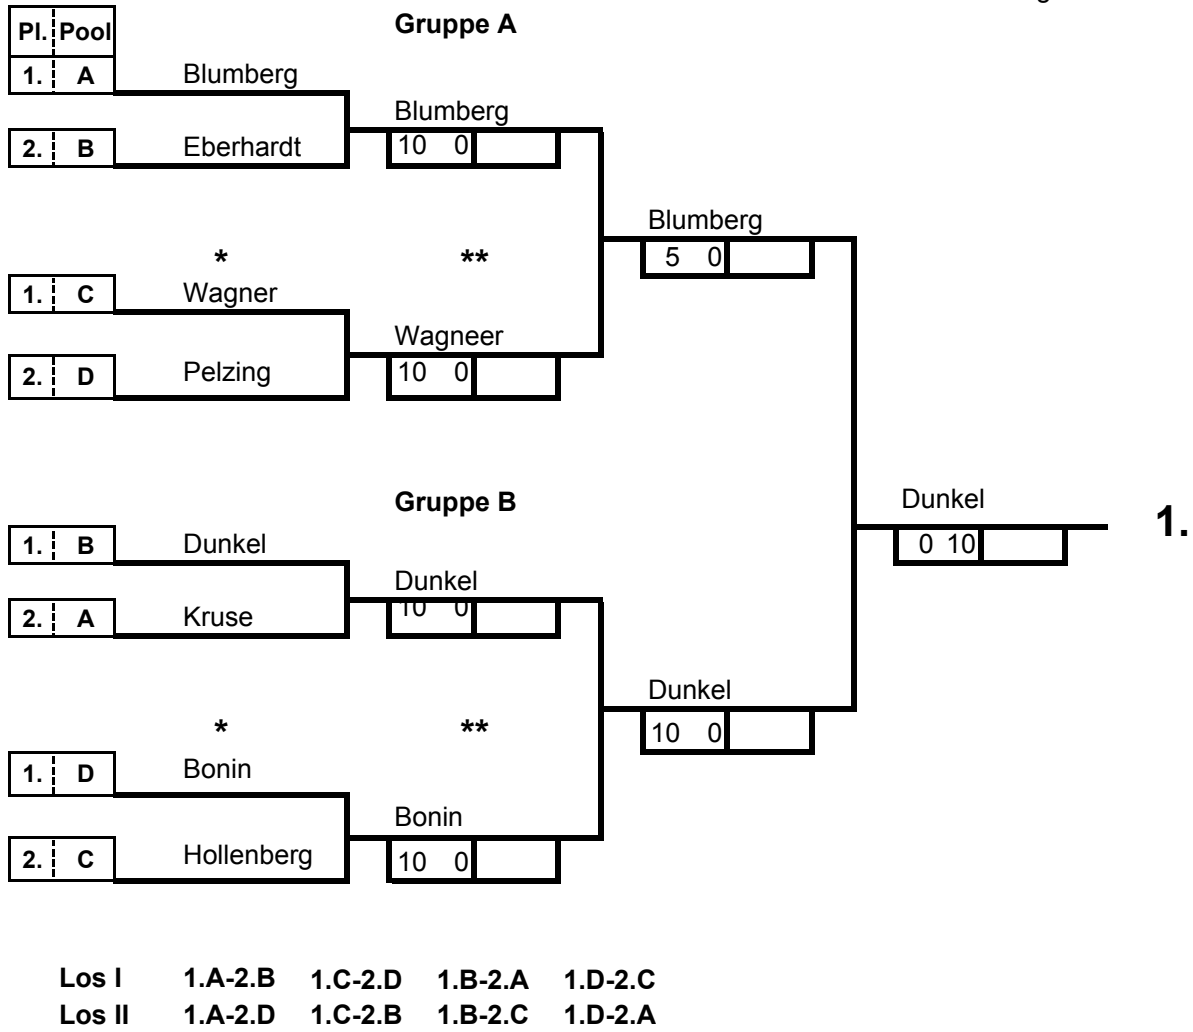 Pl. Pool Gruppe A
1. A Blumberg
Blumberg
2. B Eberhardt 10 0
Blumberg
* ** 5 0
1. C Wagner
Wagneer
2. D Pelzing 10 0
Gruppe B
Dunkel 1.
1. B Dunkel 0 10
Dunkel
2. A Kruse 10 0
Dunkel
* ** 10 0
1. D Bonin
Bonin
2. C Hollenberg 10 0
Los I 1.A-2.B 1.C-2.D 1.B-2.A 1.D-2.C
Los II 1.A-2.D 1.C-2.B 1.B-2.C 1.D-2.A